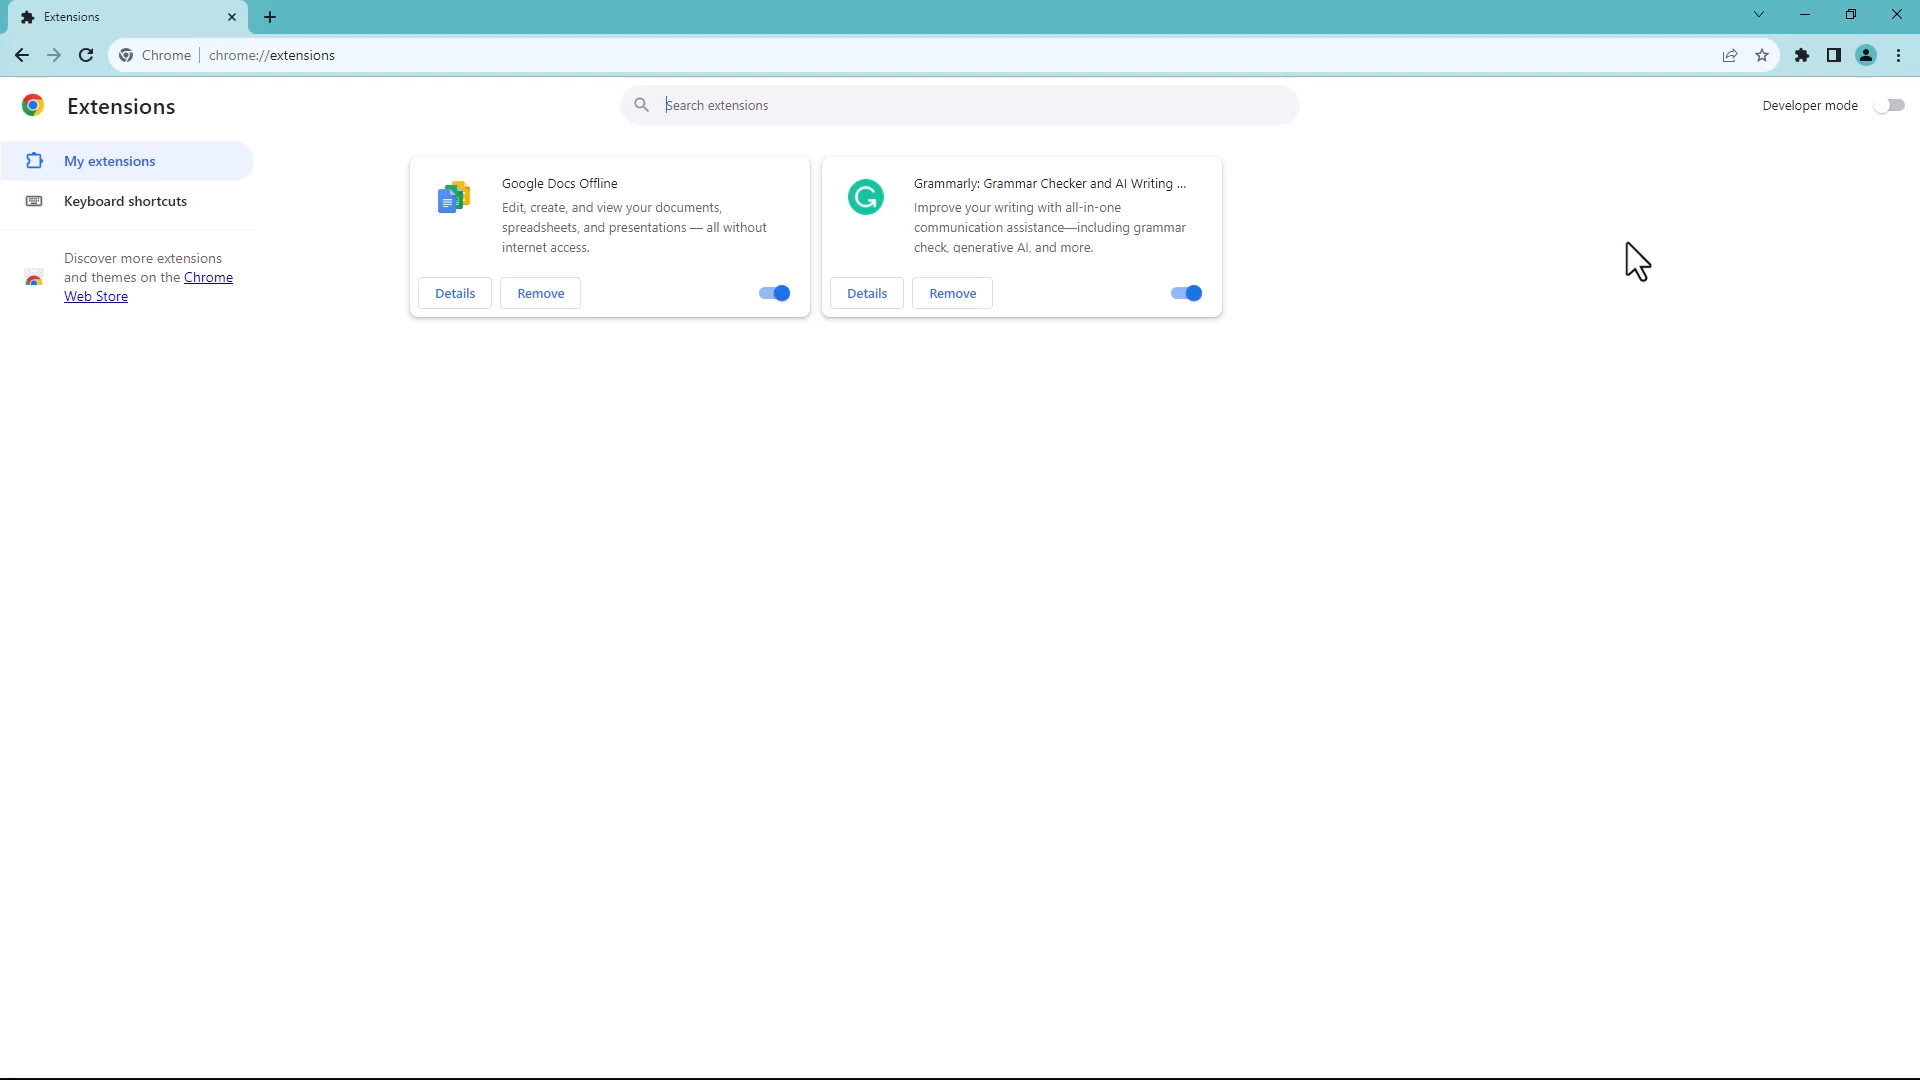 Extensions
Chrome chrome://extensions
Extensions
Search extensions
Developer mode
My extensions
Keyboard shortcuts
Discover more extensions
and themes on the Chrome
Web Store
Google Docs Offline
Edit, create, and view your documents,
spreadsheets, and presentations — all without
internet access.
Details Remove
Grammarly: Grammar Checker and AI Writing ...
Improve your writing with all-in-one
communication assistance—including grammar
check, generative AI, and more.
Details Remove